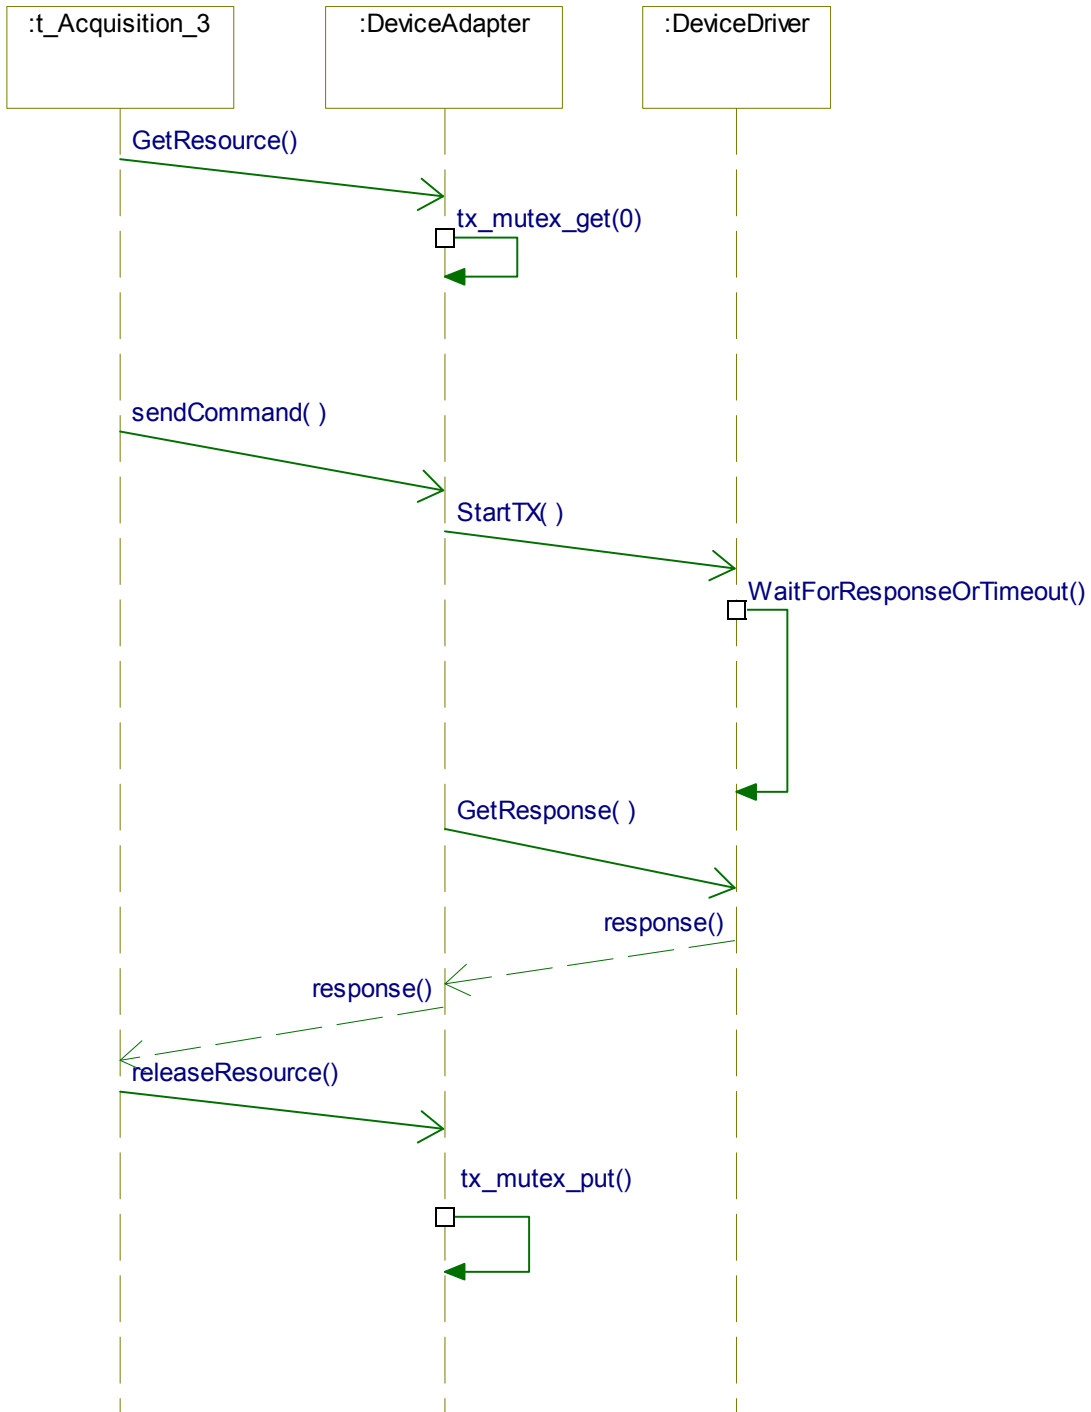 :t_Acquisition_3
:DeviceAdapter
:DeviceDriver
GetResource()
tx_mutex_get(0)
sendCommand( )
StartTX( )
WaitForResponseOrTimeout()
GetResponse( )
response()
response()
releaseResource()
tx_mutex_put()